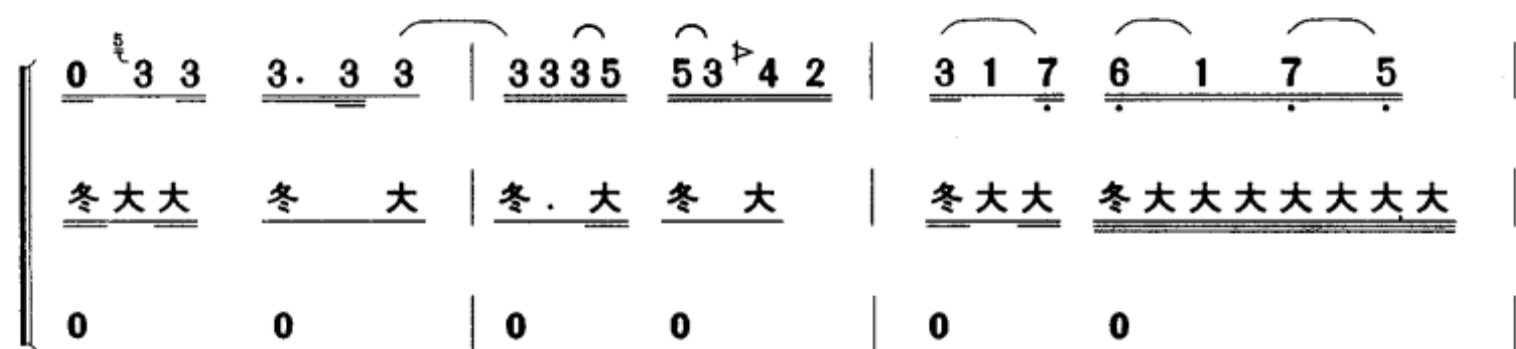 0 5 3 3 3. 3 3 | 3 3 3 5 5 3 4 2 | 3 1 7 6 1 7 5 |
冬大大 冬 大 | 冬. 大 冬 大 | 冬大大 冬大大大大大大大 |
0 0 | 0 0 | 0 0 |